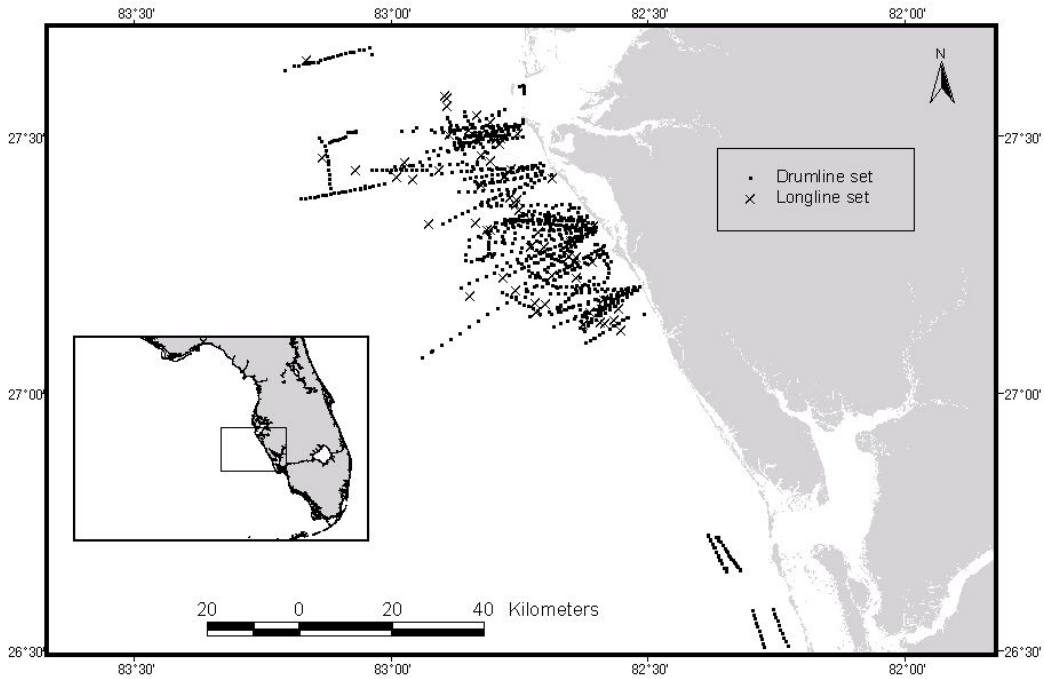 83°30' 83°00' 82°30' 82°00'
N
27°30' 27°30'
Drumline set
Longline set
27°00' 27°00'
20 0 20 40 Kilometers
26°30' 26°30'
83°30' 83°00' 82°30' 82°00'